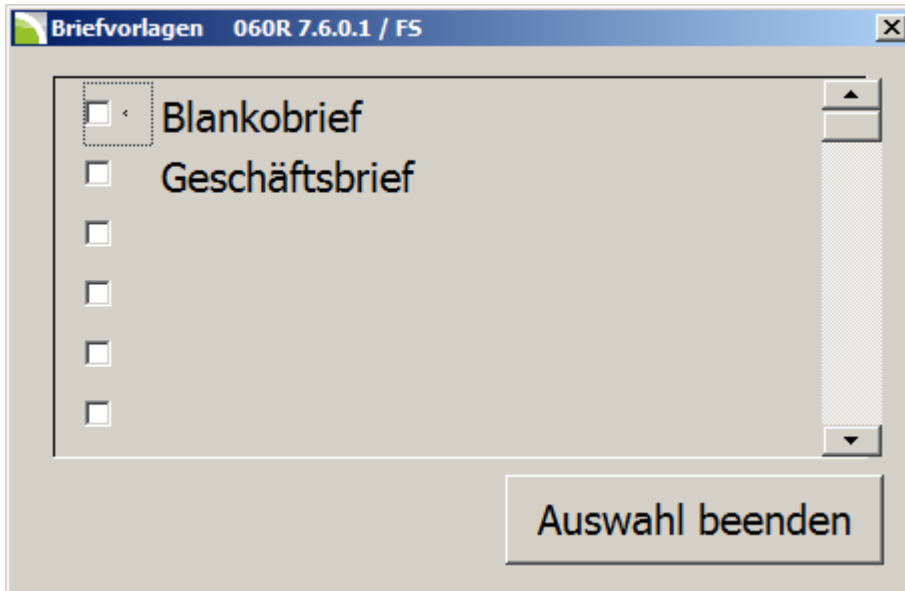 Briefvorlagen 060R 7.6.0.1 / FS
Blankobrief
Geschäftsbrief
Auswahl beenden